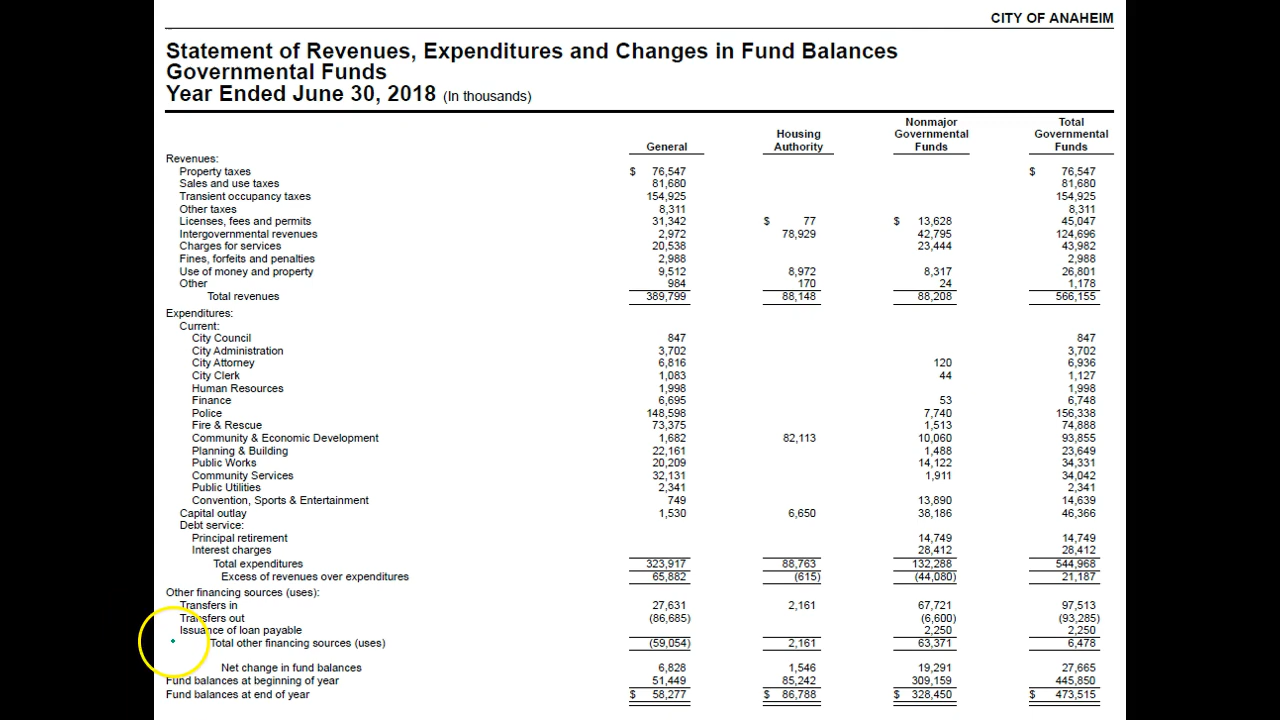 CITY OF ANAHEIM
Statement of Revenues, Expenditures and Changes in Fund Balances
Governmental Funds
Year Ended June 30, 2018 (In thousands)
General Housing Authority Nonmajor Governmental Funds Total Governmental Funds
Revenues:
Property taxes $ 76,547 $ 76,547
Sales and use taxes 81,680 81,680
Transient occupancy taxes 154,925 154,925
Other taxes 8,311 8,311
Licenses, fees and permits 31,342 $ 77 $ 13,628 45,047
Intergovernmental revenues 2,972 78,929 42,795 124,696
Charges for services 20,538 23,444 43,982
Fines, forfeits and penalties 2,988 2,988
Use of money and property 9,512 8,972 8,317 26,801
Other 984 170 24 1,178
Total revenues 389,799 88,148 88,208 566,155
Expenditures:
Current:
City Council 847 847
City Administration 3,702 3,702
City Attorney 6,816 120 6,936
City Clerk 1,083 44 1,127
Human Resources 1,998 1,998
Finance 6,695 53 6,748
Police 148,598 7,740 156,338
Fire & Rescue 73,375 1,513 74,888
Community & Economic Development 1,682 82,113 10,060 93,855
Planning & Building 22,161 1,488 23,649
Public Works 20,209 14,122 34,331
Community Services 32,131 1,911 34,042
Public Utilities 2,341 2,341
Convention, Sports & Entertainment 749 13,890 14,639
Capital outlay 1,530 6,650 38,186 46,366
Debt service:
Principal retirement 14,749 14,749
Interest charges 28,412 28,412
Total expenditures 323,917 88,763 132,288 544,968
Excess of revenues over expenditures 65,882 (615) (44,080) 21,187
Other financing sources (uses):
Transfers in 27,631 2,161 67,721 97,513
Transfers out (86,685) (6,600) (93,285)
Issuance of loan payable 2,250 2,250
Total other financing sources (uses) (59,054) 2,161 63,371 6,478
Net change in fund balances 6,828 1,546 19,291 27,665
Fund balances at beginning of year 51,449 85,242 309,159 445,850
Fund balances at end of year $ 58,277 $ 86,788 $ 328,450 $ 473,515